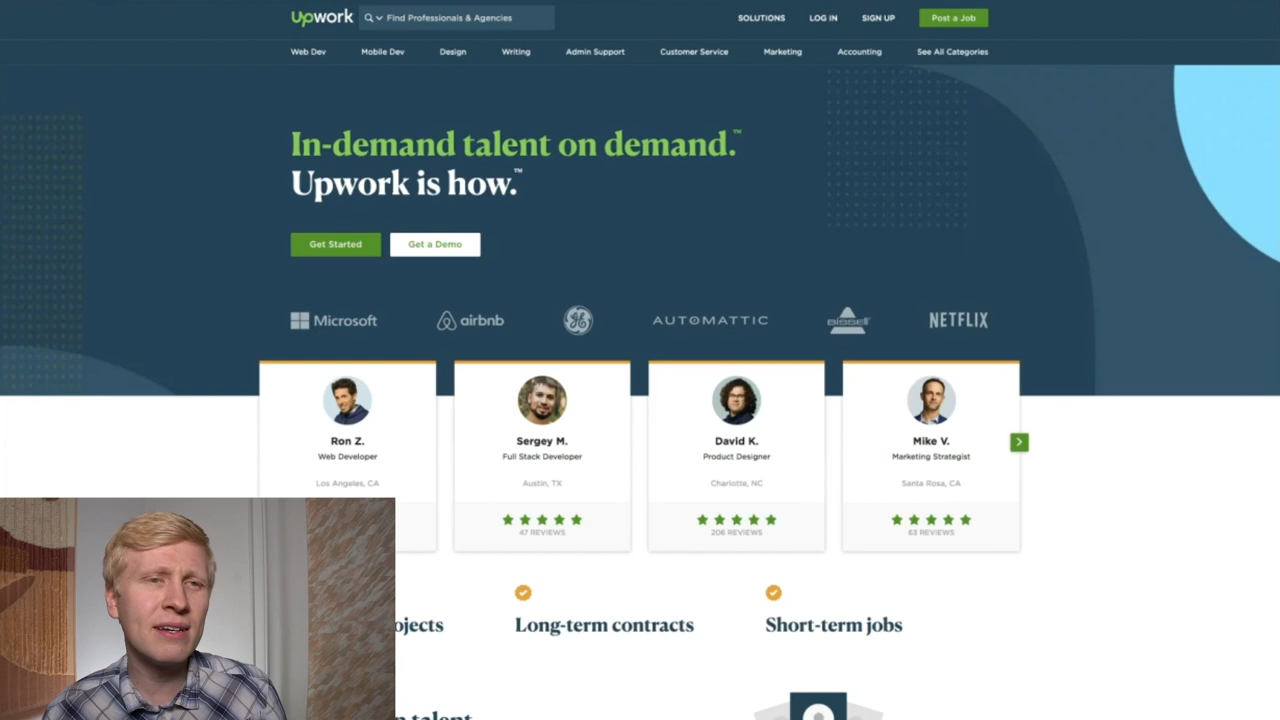 Upwork
Find Professionals & Agencies
SOLUTIONS
LOG IN
SIGN UP
Post a Job
Web Dev
Mobile Dev
Design
Writing
Admin Support
Customer Service
Marketing
Accounting
See All Categories
In-demand talent on demand.™
Upwork is how.™
Get Started
Get a Demo
Microsoft
airbnb
GE
AUTOMATTIC
BISSELL
NETFLIX
Ron Z.
Web Developer
Los Angeles, CA
Sergey M.
Full Stack Developer
Austin, TX
47 REVIEWS
David K.
Product Designer
Charlotte, NC
206 REVIEWS
Mike V.
Marketing Strategist
Santa Rosa, CA
63 REVIEWS
ojects
Long-term contracts
Short-term jobs
talent